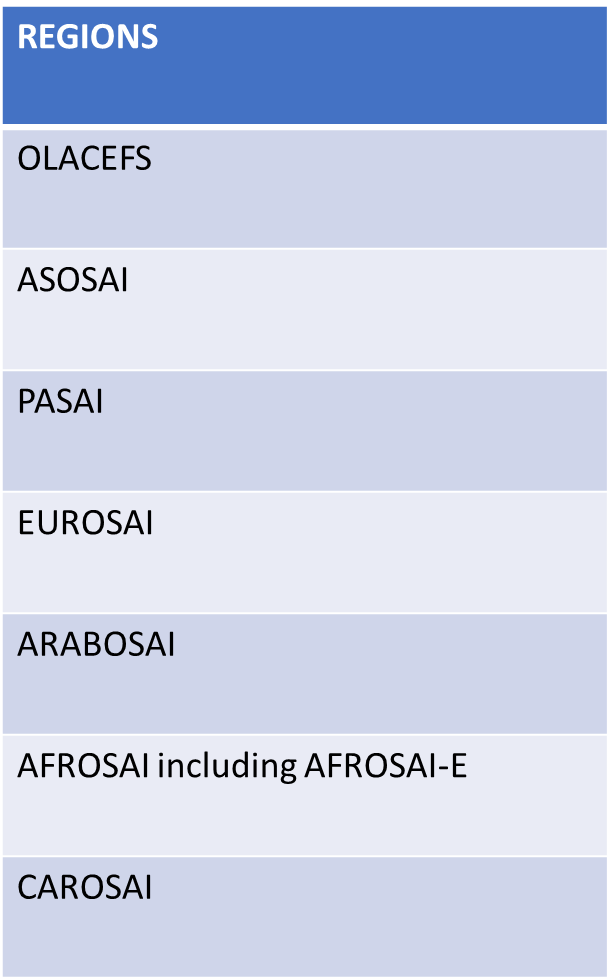 REGIONS
OLACEFS
ASOSAI
PASAI
EUROSAI
ARABOSAI
AFROSAI including AFROSAI-E
CAROSAI